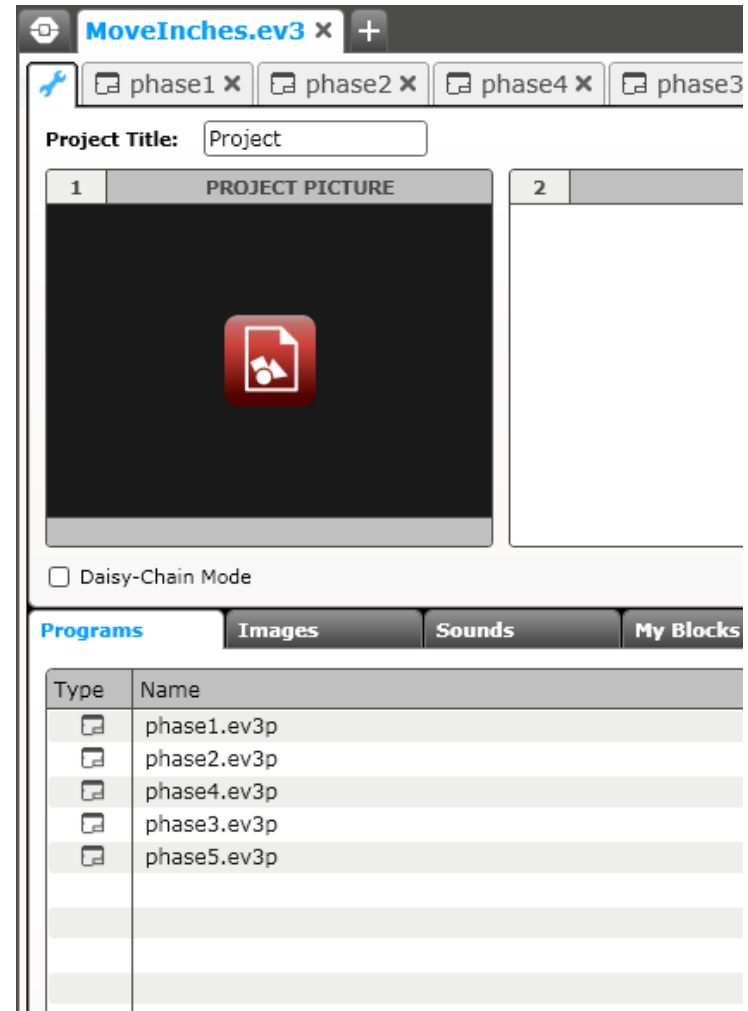 MoveInches.ev3
phase1 phase2 phase4 phase3
Project Title: Project
1 PROJECT PICTURE 2
Daisy-Chain Mode
Programs Images Sounds My Blocks
Type Name
phase1.ev3p
phase2.ev3p
phase4.ev3p
phase3.ev3p
phase5.ev3p